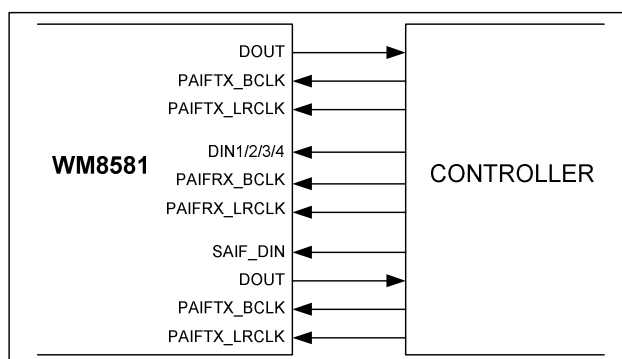 DOUT
PAIFTX_BCLK
PAIFTX_LRCLK
DIN1/2/3/4
WM8581
PAIFRX_BCLK
CONTROLLER
PAIFRX_LRCLK
SAIF_DIN
DOUT
PAIFTX_BCLK
PAIFTX_LRCLK